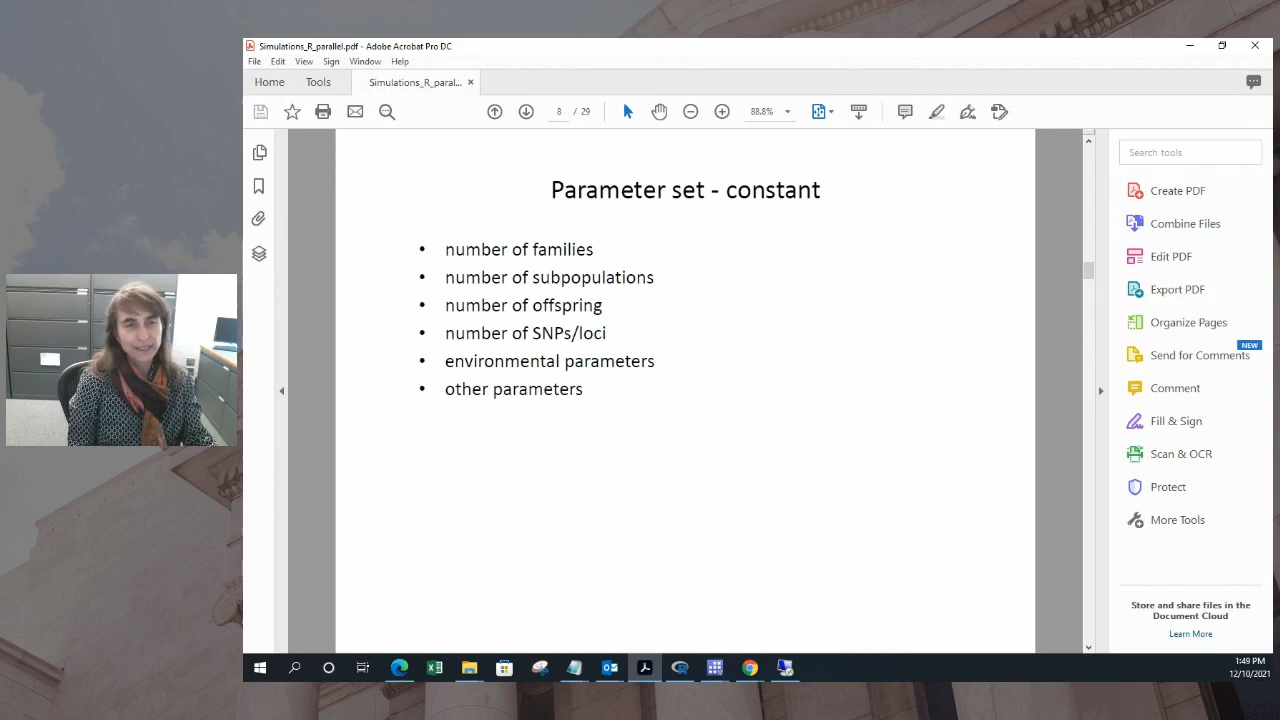 Simulations_R_parallel.pdf - Adobe Acrobat Pro DC
File Edit View Sign Window Help
Home Tools Simulations_R_paral... ×
8 / 29 88.8%
Search tools
Parameter set - constant
• number of families
• number of subpopulations
• number of offspring
• number of SNPs/loci
• environmental parameters
• other parameters
Create PDF
Combine Files
Edit PDF
Export PDF
Organize Pages
NEW
Send for Comments
Comment
Fill & Sign
Scan & OCR
Protect
More Tools
Store and share files in the
Document Cloud
Learn More
1:49 PM
12/10/2021